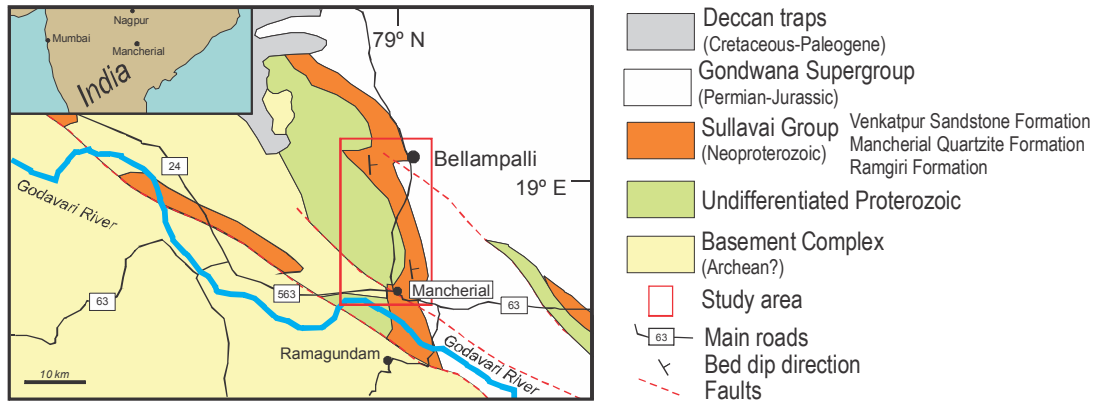 Nagpur
Mumbai
Mancherial
India
79º N
Bellampalli
19º E
24
Godavari River
563
Mancherial
63
63
Ramagundam
Godavari River
10 km
Deccan traps
(Cretaceous-Paleogene)
Gondwana Supergroup
(Permian-Jurassic)
Sullavai Group
(Neoproterozoic)
Venkatpur Sandstone Formation
Mancherial Quartzite Formation
Ramgiri Formation
Undifferentiated Proterozoic
Basement Complex
(Archean?)
Study area
63
Main roads
Bed dip direction
Faults